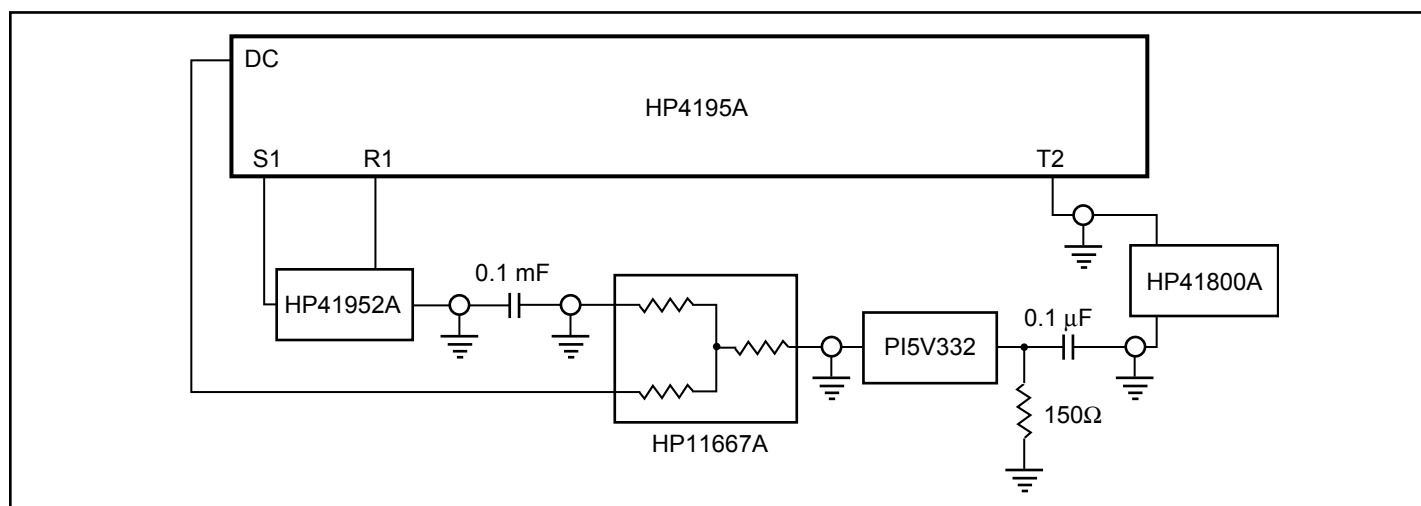 DC
HP4195A
S1
R1
T2
0.1 mF
HP41952A
HP41800A
0.1 μF
PI5V332
150Ω
HP11667A